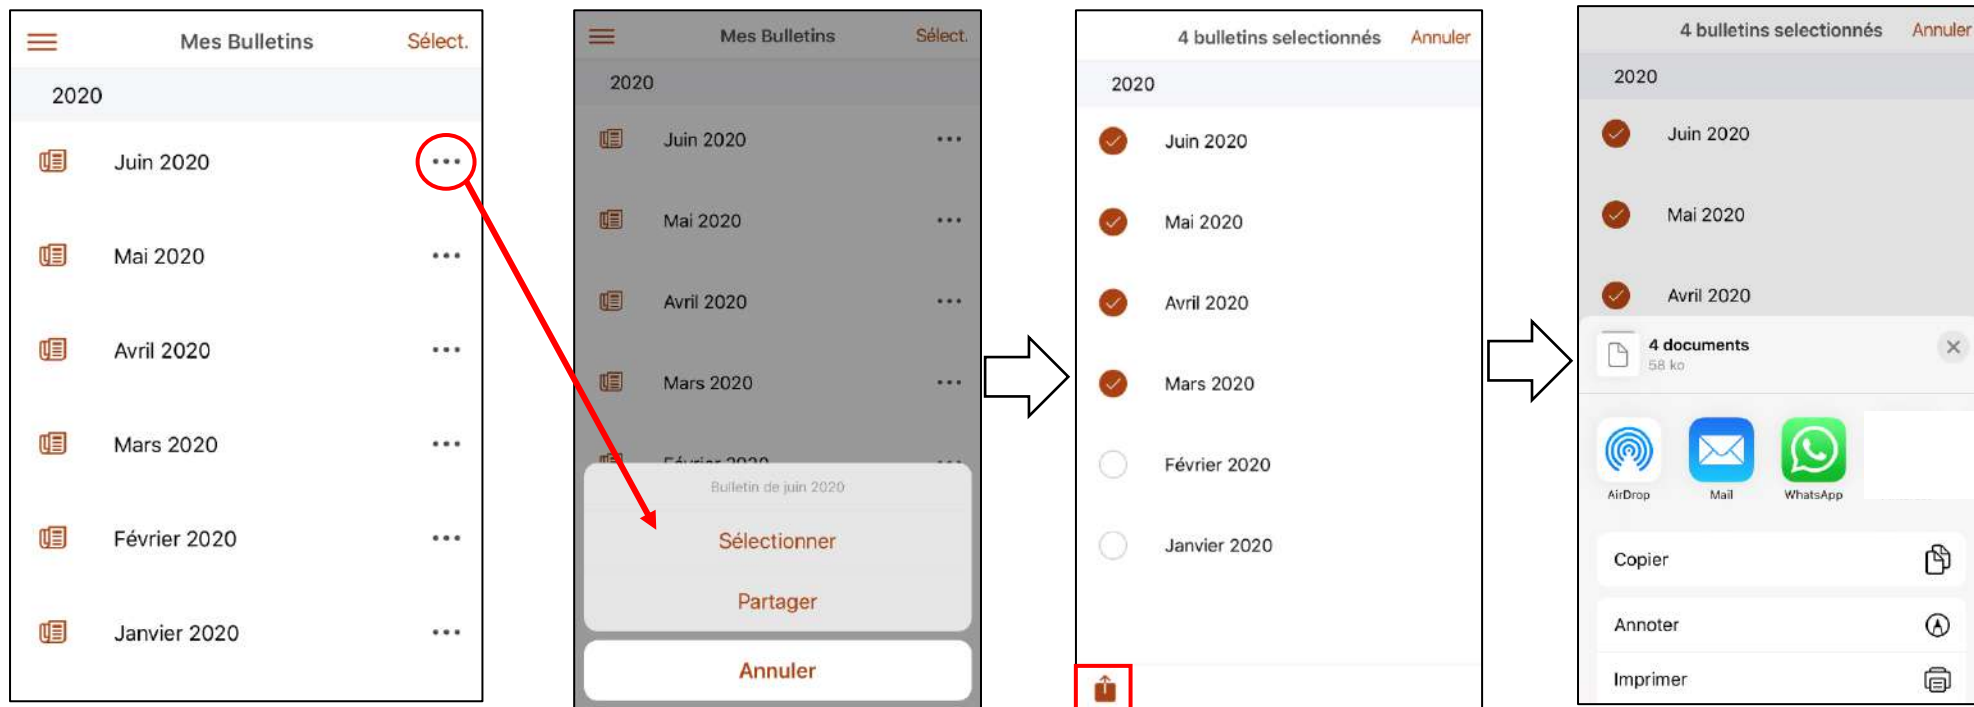 Mes Bulletins Sélect.
2020
Juin 2020
Mai 2020
Avril 2020
Mars 2020
Février 2020
Janvier 2020
Mes Bulletins Sélect.
2020
Juin 2020
Mai 2020
Avril 2020
Mars 2020
Février 2020
Bulletin de juin 2020
Sélectionner
Partager
Annuler
4 bulletins selectionnés Annuler
2020
Juin 2020
Mai 2020
Avril 2020
Mars 2020
Février 2020
Janvier 2020
4 bulletins selectionnés Annuler
2020
Juin 2020
Mai 2020
Avril 2020
4 documents
58 ko
AirDrop Mail WhatsApp
Copier
Annoter
Imprimer